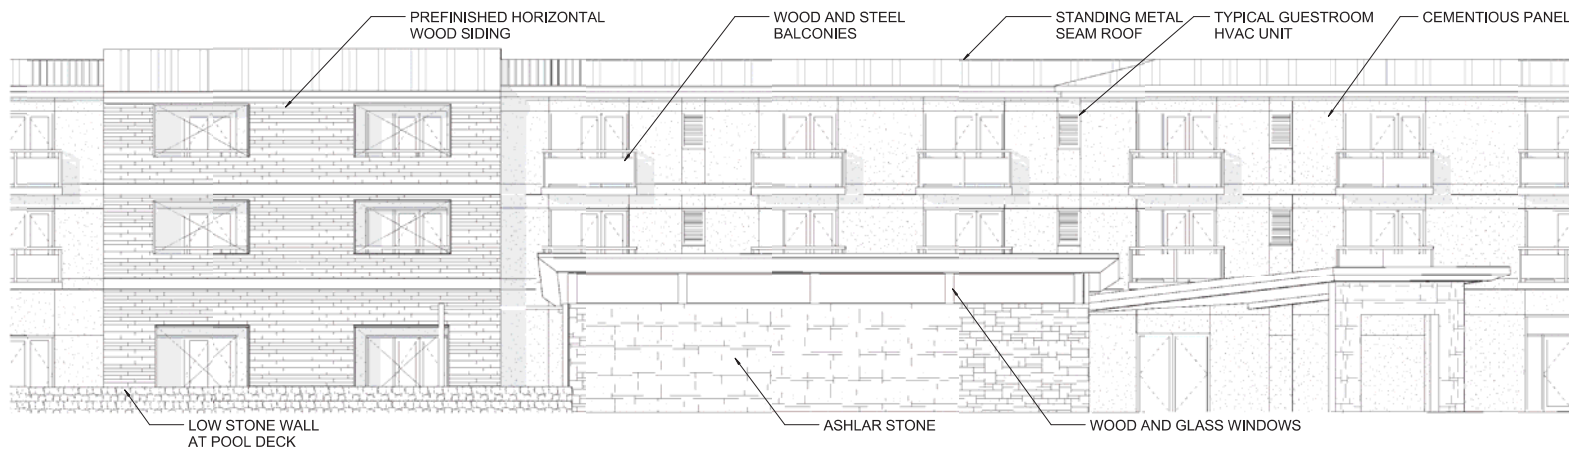 PREFINISHED HORIZONTAL
WOOD SIDING
WOOD AND STEEL
BALCONIES
STANDING METAL
SEAM ROOF
TYPICAL GUESTROOM
HVAC UNIT
CEMENTIOUS PANEL
LOW STONE WALL
AT POOL DECK
ASHLAR STONE
WOOD AND GLASS WINDOWS